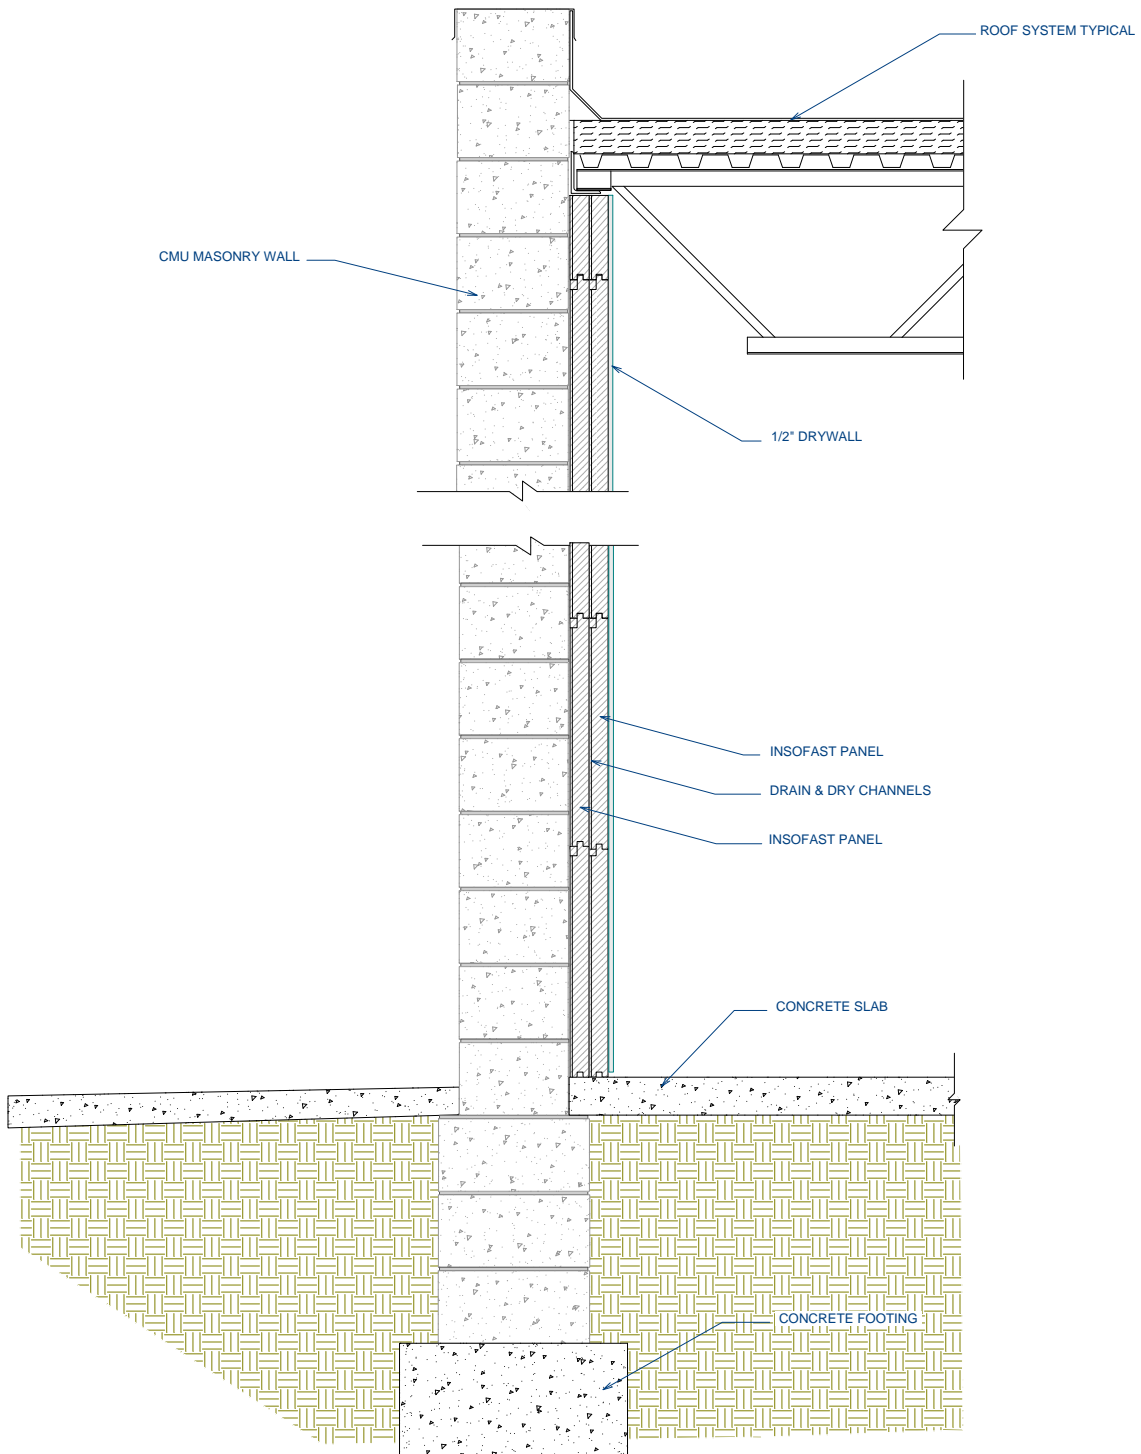 ROOF SYSTEM TYPICAL
CMU MASONRY WALL
1/2" DRYWALL
INSOFAST PANEL
DRAIN & DRY CHANNELS
INSOFAST PANEL
CONCRETE SLAB
CONCRETE FOOTING